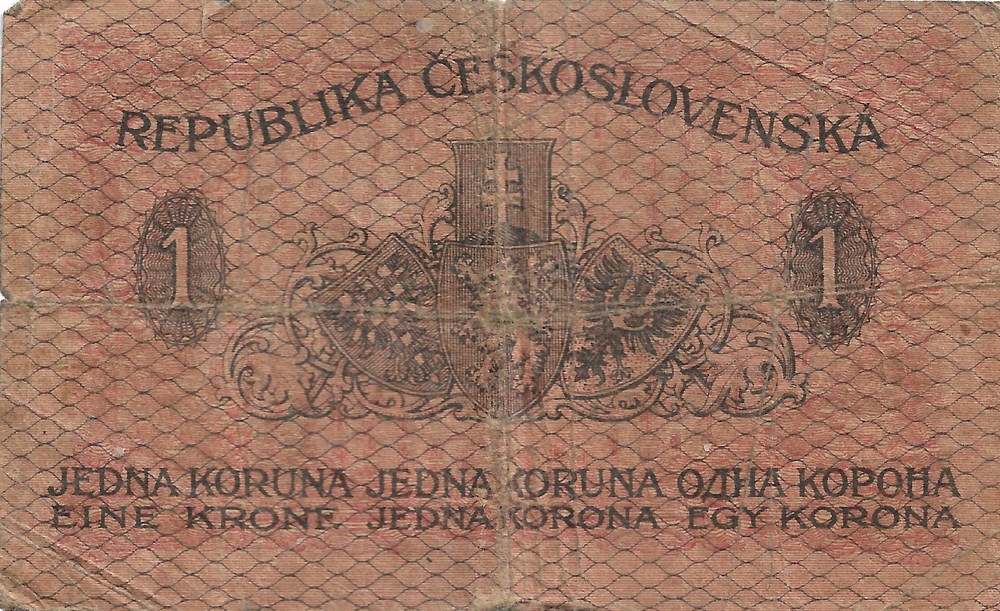 REPUBLIKA ČESKOSLOVENSKÁ
1 1
JEDNA KORUNA JEDNA KORUNA ОДНА КОРОНА
EINE KRONE JEDNA KORONA EGY KORONA